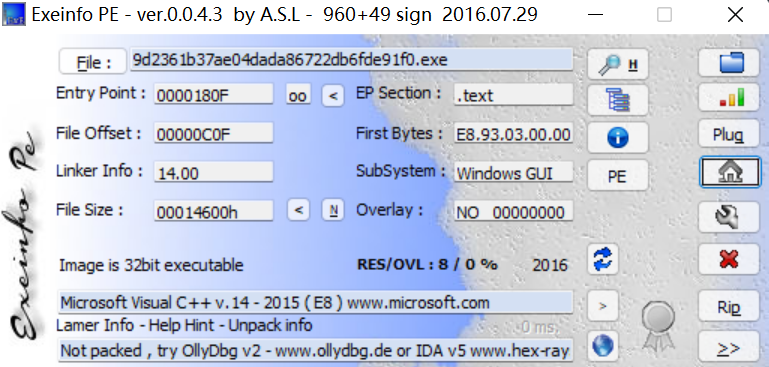 Exeinfo PE - ver.0.0.4.3 by A.S.L - 960+49 sign 2016.07.29
File : 9d2361b37ae04dada86722db6fde91f0.exe H
Entry Point : 0000180F oo < EP Section : .text
File Offset : 00000C0F First Bytes : E8.93.03.00.00 Plug
Linker Info : 14.00 SubSystem : Windows GUI PE
File Size : 00014600h < N Overlay : NO 00000000
Image is 32bit executable RES/OVL : 8 / 0 % 2016
Microsoft Visual C++ v.14 - 2015 ( E8 ) www.microsoft.com > Rip
Lamer Info - Help Hint - Unpack info -0 ms.
Not packed , try OllyDbg v2 - www.ollydbg.de or IDA v5 www.hex-ray >>
Exeinfo Pe